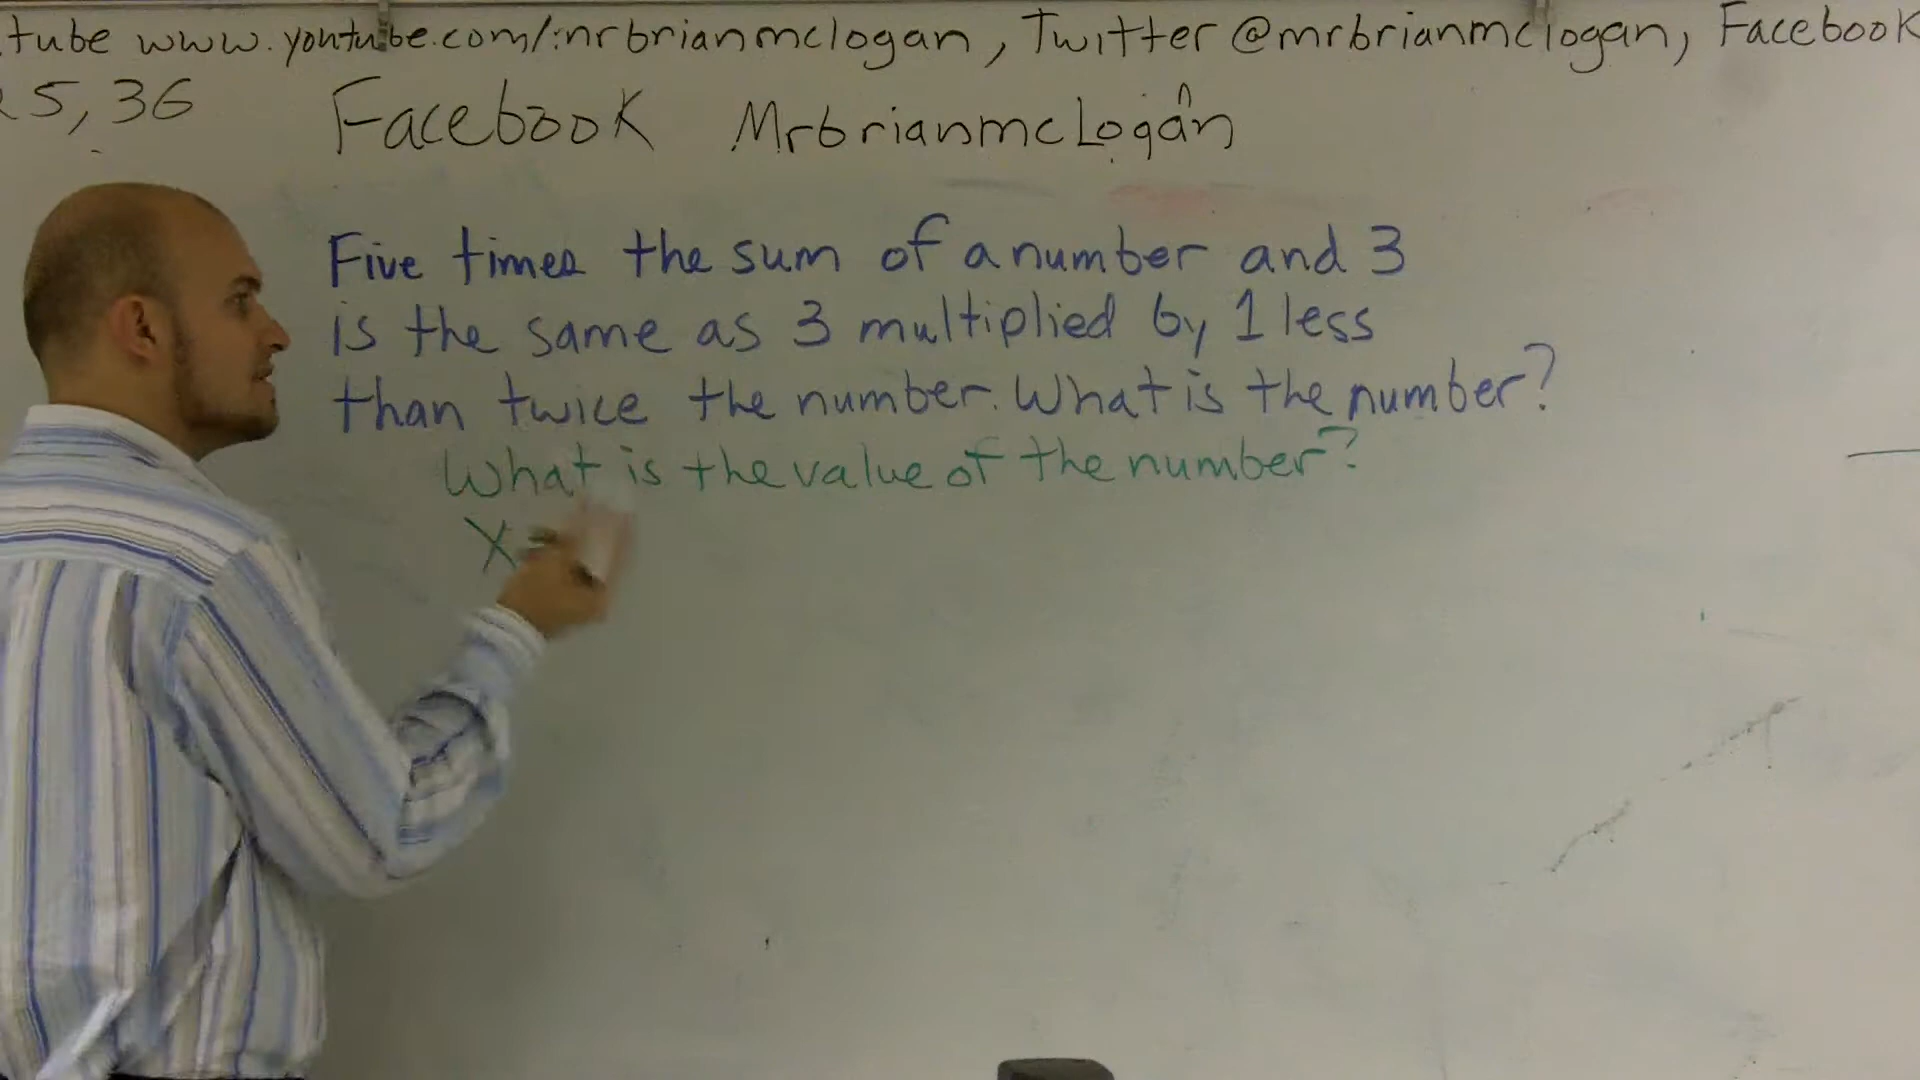 tube www.youtube.com/mrbrianmclogan, Twitter @mrbrianmclogan, Facebook
5, 36
Facebook MrbrianmcLogan
Five times the sum of a number and 3
is the same as 3 multiplied by 1 less
than twice the number. What is the number?
What is the value of the number?
X=